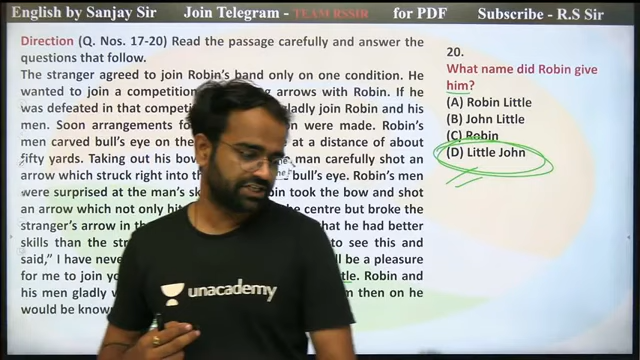 English by Sanjay Sir Join Telegram - TEAM RSSIR for PDF Subscribe - R.S Sir
Direction (Q. Nos. 17-20) Read the passage carefully and answer the
questions that follow.
The stranger agreed to join Robin's band only on one condition. He
wanted to join a competition arrows with Robin. If he
was defeated in that compet gladly join Robin and his
men. Soon arrangements fo n were made. Robin's
men carved bull's eye on the at a distance of about
fifty yards. Taking out his bow man carefully shot an
arrow which struck right into th bull's eye. Robin's men
were surprised at the man's sk bin took the bow and shot
an arrow which not only hit he centre but broke the
stranger's arrow in th hat he had better
skills than the str to see this and
said," I have neve ll be a pleasure
for me to join yo tle. Robin and
his men gladly w m then on he
would be know
unacademy
20.
What name did Robin give
him?
(A) Robin Little
(B) John Little
(C) Robin
(D) Little John